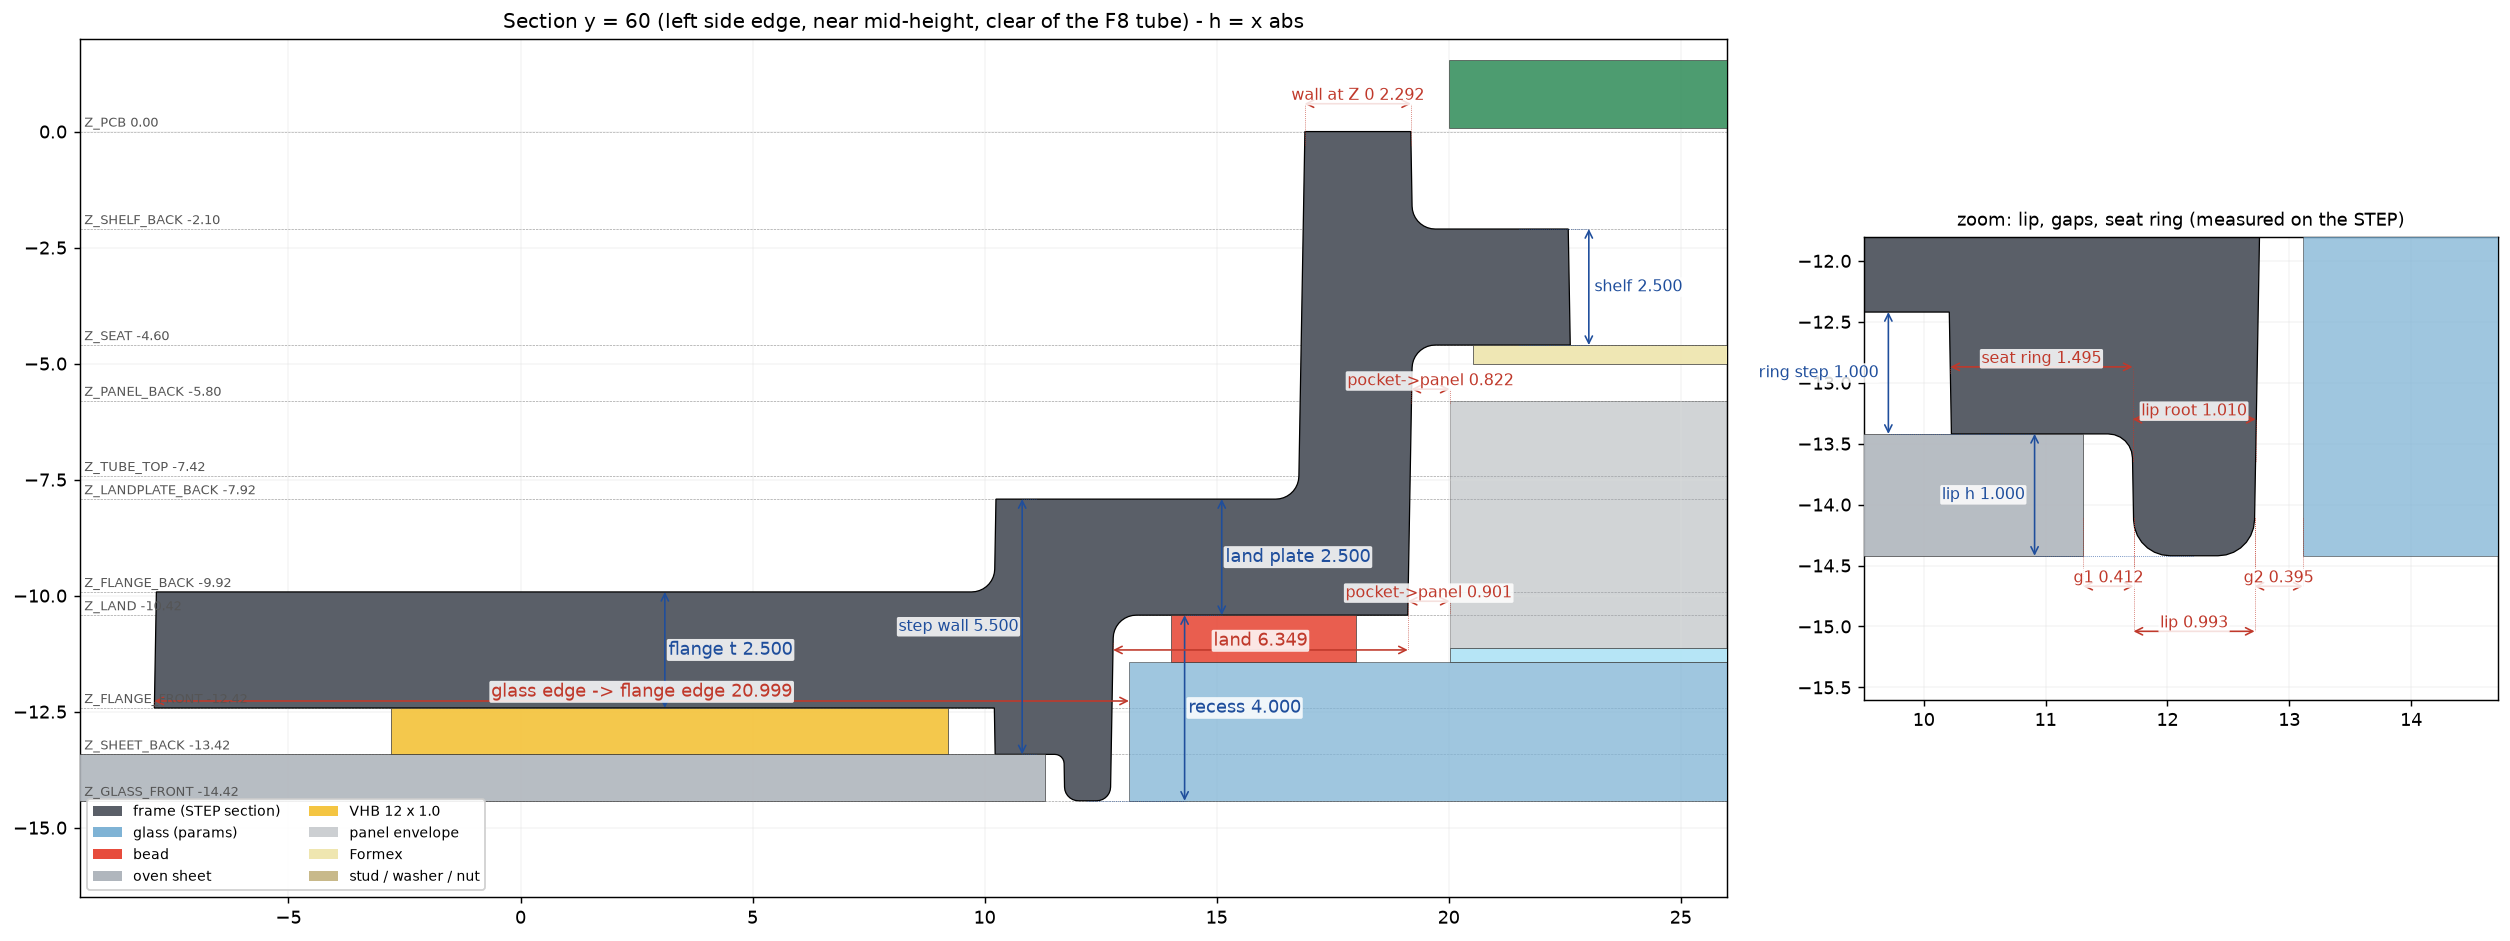 Section y = 60 (left side edge, near mid-height, clear of the F8 tube) - h = x abs
wall at Z 0 2.292
Z_PCB 0.00
0.0
Z_SHELF_BACK -2.10
−2.5
shelf 2.500
Z_SEAT -4.60
−5.0
pocket->panel 0.822
Z_PANEL_BACK -5.80
Z_TUBE_TOP -7.42
−7.5
Z_LANDPLATE_BACK -7.92
land plate 2.500
Z_FLANGE_BACK -9.92
−10.0
pocket->panel 0.901
Z_LAND -10.42
step wall 5.500
land 6.349
flange t 2.500
glass edge -> flange edge 20.999
Z_FLANGE_FRONT -12.42
−12.5
recess 4.000
Z_SHEET_BACK -13.42
Z_GLASS_FRONT -14.42
−15.0
frame (STEP section)
glass (params)
bead
oven sheet
VHB 12 x 1.0
panel envelope
Formex
stud / washer / nut
−5 0 5 10 15 20 25
zoom: lip, gaps, seat ring (measured on the STEP)
−12.0
−12.5
seat ring 1.495
ring step 1.000
−13.0
lip root 1.010
−13.5
lip h 1.000
−14.0
−14.5
g1 0.412
g2 0.395
lip 0.993
−15.0
−15.5
10 11 12 13 14